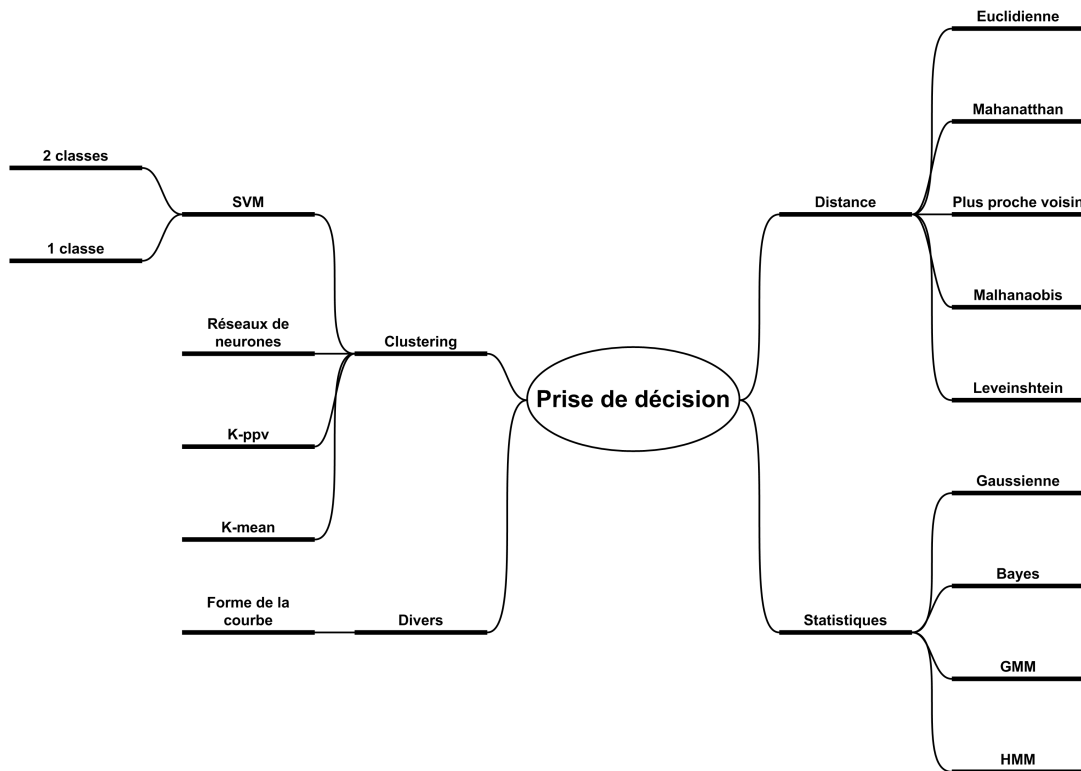 Euclidienne
Mahanatthan
2 classes
SVM
Distance
Plus proche voisin
1 classe
Malhanaobis
Réseaux de
neurones
Clustering
Prise de décision
Leveinshtein
K-ppv
Gaussienne
K-mean
Bayes
Forme de la
courbe
Divers
Statistiques
GMM
HMM